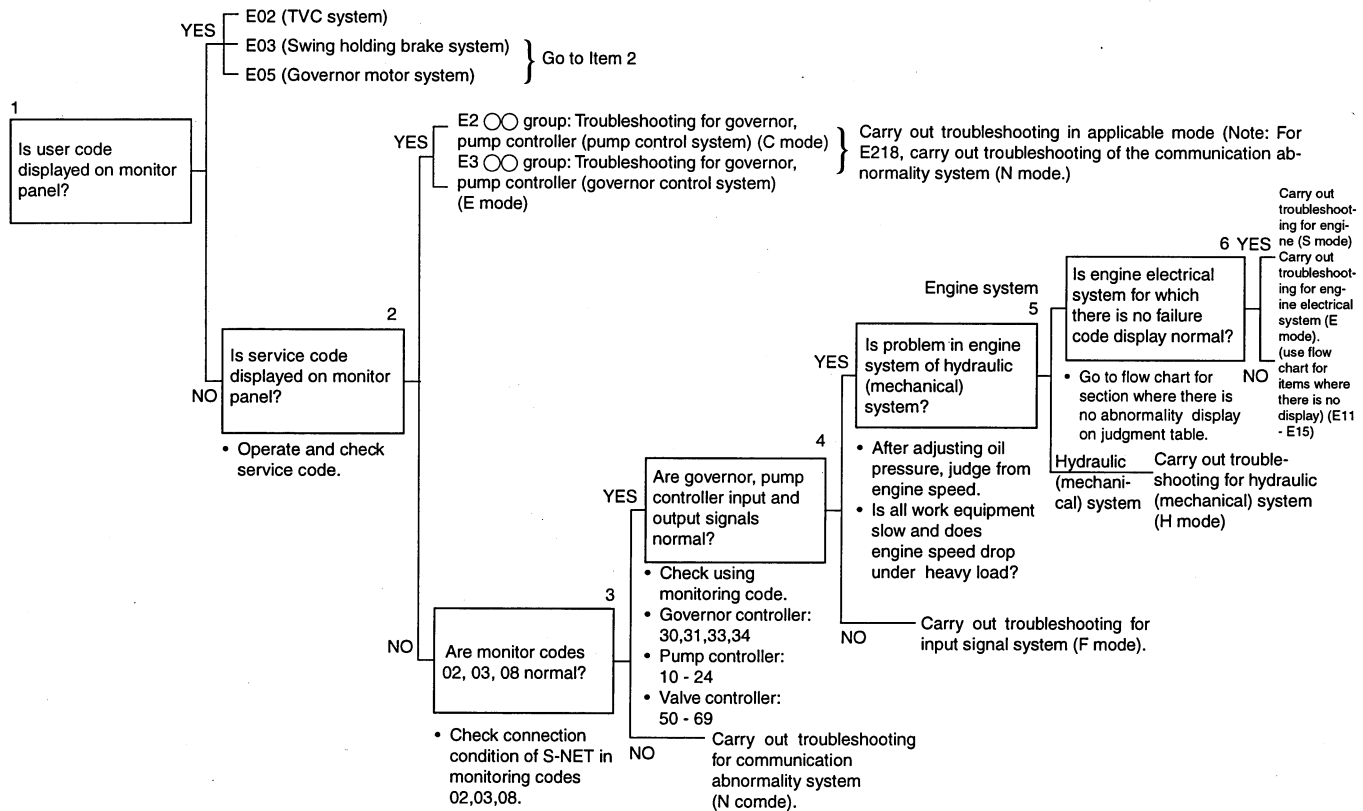 YES
E02 (TVC system)
E03 (Swing holding brake system)
E05 (Governor motor system)
Go to Item 2
1
Is user code
displayed on monitor
panel?
NO
2
Is service code
displayed on monitor
panel?
• Operate and check
service code.
YES
E2 ○○ group: Troubleshooting for governor,
pump controller (pump control system) (C mode)
E3 ○○ group: Troubleshooting for governor,
pump controller (governor control system)
(E mode)
Carry out troubleshooting in applicable mode (Note: For
E218, carry out troubleshooting of the communication ab-
normality system (N mode.)
NO
3
Are monitor codes
02, 03, 08 normal?
• Check connection
condition of S-NET in
monitoring codes
02,03,08.
YES
4
Are governor, pump
controller input and
output signals
normal?
• Check using
monitoring code.
• Governor controller:
30,31,33,34
• Pump controller:
10 - 24
• Valve controller:
50 - 69
NO
Carry out troubleshooting
for communication
abnormality system
(N comde).
YES
Engine system
5
Is problem in engine
system of hydraulic
(mechanical)
system?
• After adjusting oil
pressure, judge from
engine speed.
• Is all work equipment
slow and does
engine speed drop
under heavy load?
NO
Carry out troubleshooting for
input signal system (F mode).
6
Is engine electrical
system for which
there is no failure
code display normal?
• Go to flow chart for
section where there is
no abnormality display
on judgment table.
YES
Carry out
troubleshoot-
ing for engi-
ne (S mode)
NO
Carry out
troubleshoot-
ing for eng-
ine electrical
system (E
mode).
(use flow
chart for
items where
there is no
display) (E11
- E15)
Hydraulic
(mechani-
cal) system
Carry out trouble-
shooting for hydraulic
(mechanical) system
(H mode)